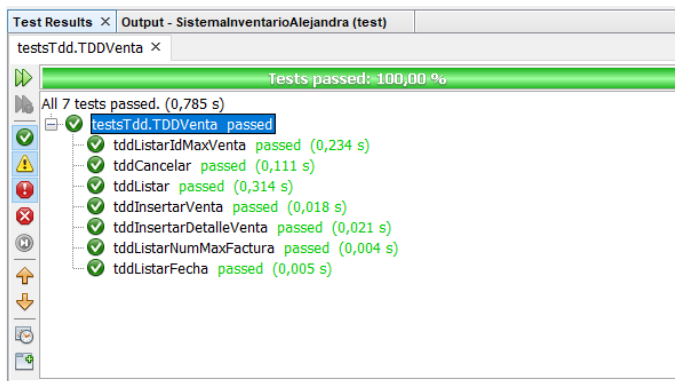 Test Results × Output - SistemaInventarioAlejandra (test)
testsTdd.TDDVenta ×
Tests passed: 100,00 %
All 7 tests passed. (0,785 s)
testsTdd.TDDVenta passed
tddListarIdMaxVenta passed (0,234 s)
tddCancelar passed (0,111 s)
tddListar passed (0,314 s)
tddInsertarVenta passed (0,018 s)
tddInsertarDetalleVenta passed (0,021 s)
tddListarNumMaxFactura passed (0,004 s)
tddListarFecha passed (0,005 s)